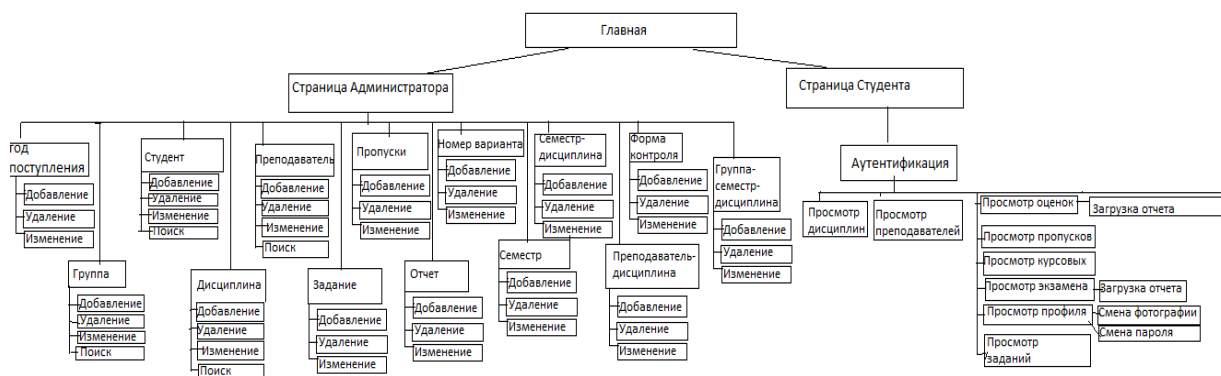 Главная
Страница Администратора
Страница Студента
год
поступления
Добавление
Удаление
Изменение
Группа
Добавление
Удаление
Изменение
Поиск
Студент
Добавление
Удаление
Изменение
Поиск
Дисциплина
Добавление
Удаление
Изменение
Поиск
Преподаватель
Добавление
Удаление
Изменение
Поиск
Задание
Добавление
Удаление
Изменение
Пропуски
Добавление
Удаление
Изменение
Отчет
Добавление
Удаление
Изменение
Номер варианта
Добавление
Удаление
Изменение
Семестр
Добавление
Удаление
Изменение
Семестр-
дисциплина
Добавление
Удаление
Изменение
Преподаватель-
дисциплина
Добавление
Удаление
Изменение
Форма
контроля
Добавление
Удаление
Изменение
Группа-
семестр-
дисциплина
Добавление
Удаление
Изменение
Аутентификация
Просмотр
дисциплин
Просмотр
преподавателей
Просмотр оценок
Загрузка отчета
Просмотр пропусков
Просмотр курсовых
Просмотр экзамена
Загрузка отчета
Просмотр профиля
Смена фотографии
Смена пароля
Просмотр
заданий